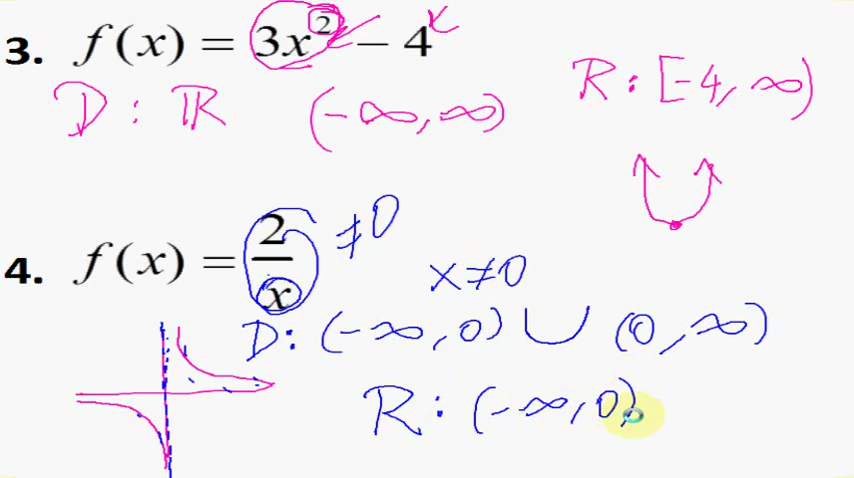 3. f(x) = 3x² − 4
D : ℝ (-∞, ∞) R : [-4, ∞)
4. f(x) = 2/x ≠0
x ≠ 0
D : (-∞, 0) ∪ (0, ∞)
R : (-∞, 0)